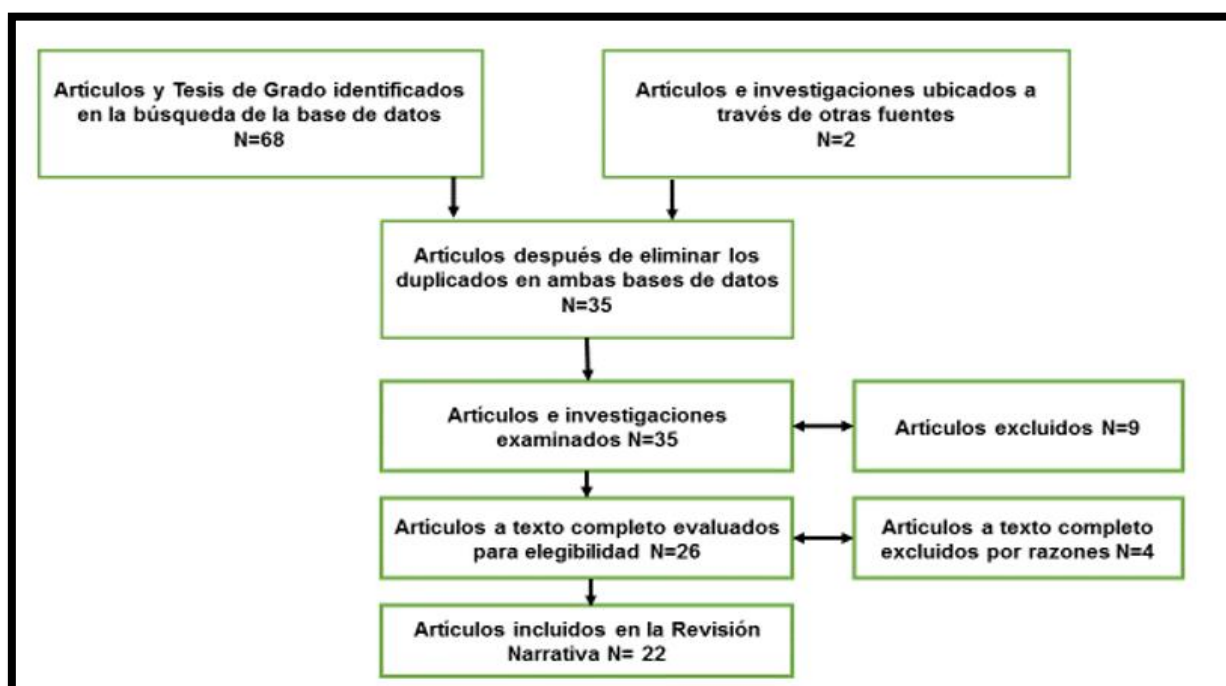 Artículos y Tesis de Grado identificados
en la búsqueda de la base de datos
N=68
Artículos e investigaciones ubicados a
través de otras fuentes
N=2
Artículos después de eliminar los
duplicados en ambas bases de datos
N=35
Artículos e investigaciones
examinados N=35
Articulos excluidos N=9
Artículos a texto completo evaluados
para elegibilidad N=26
Artículos a texto completo
excluidos por razones N=4
Artículos incluidos en la Revisión
Narrativa N= 22